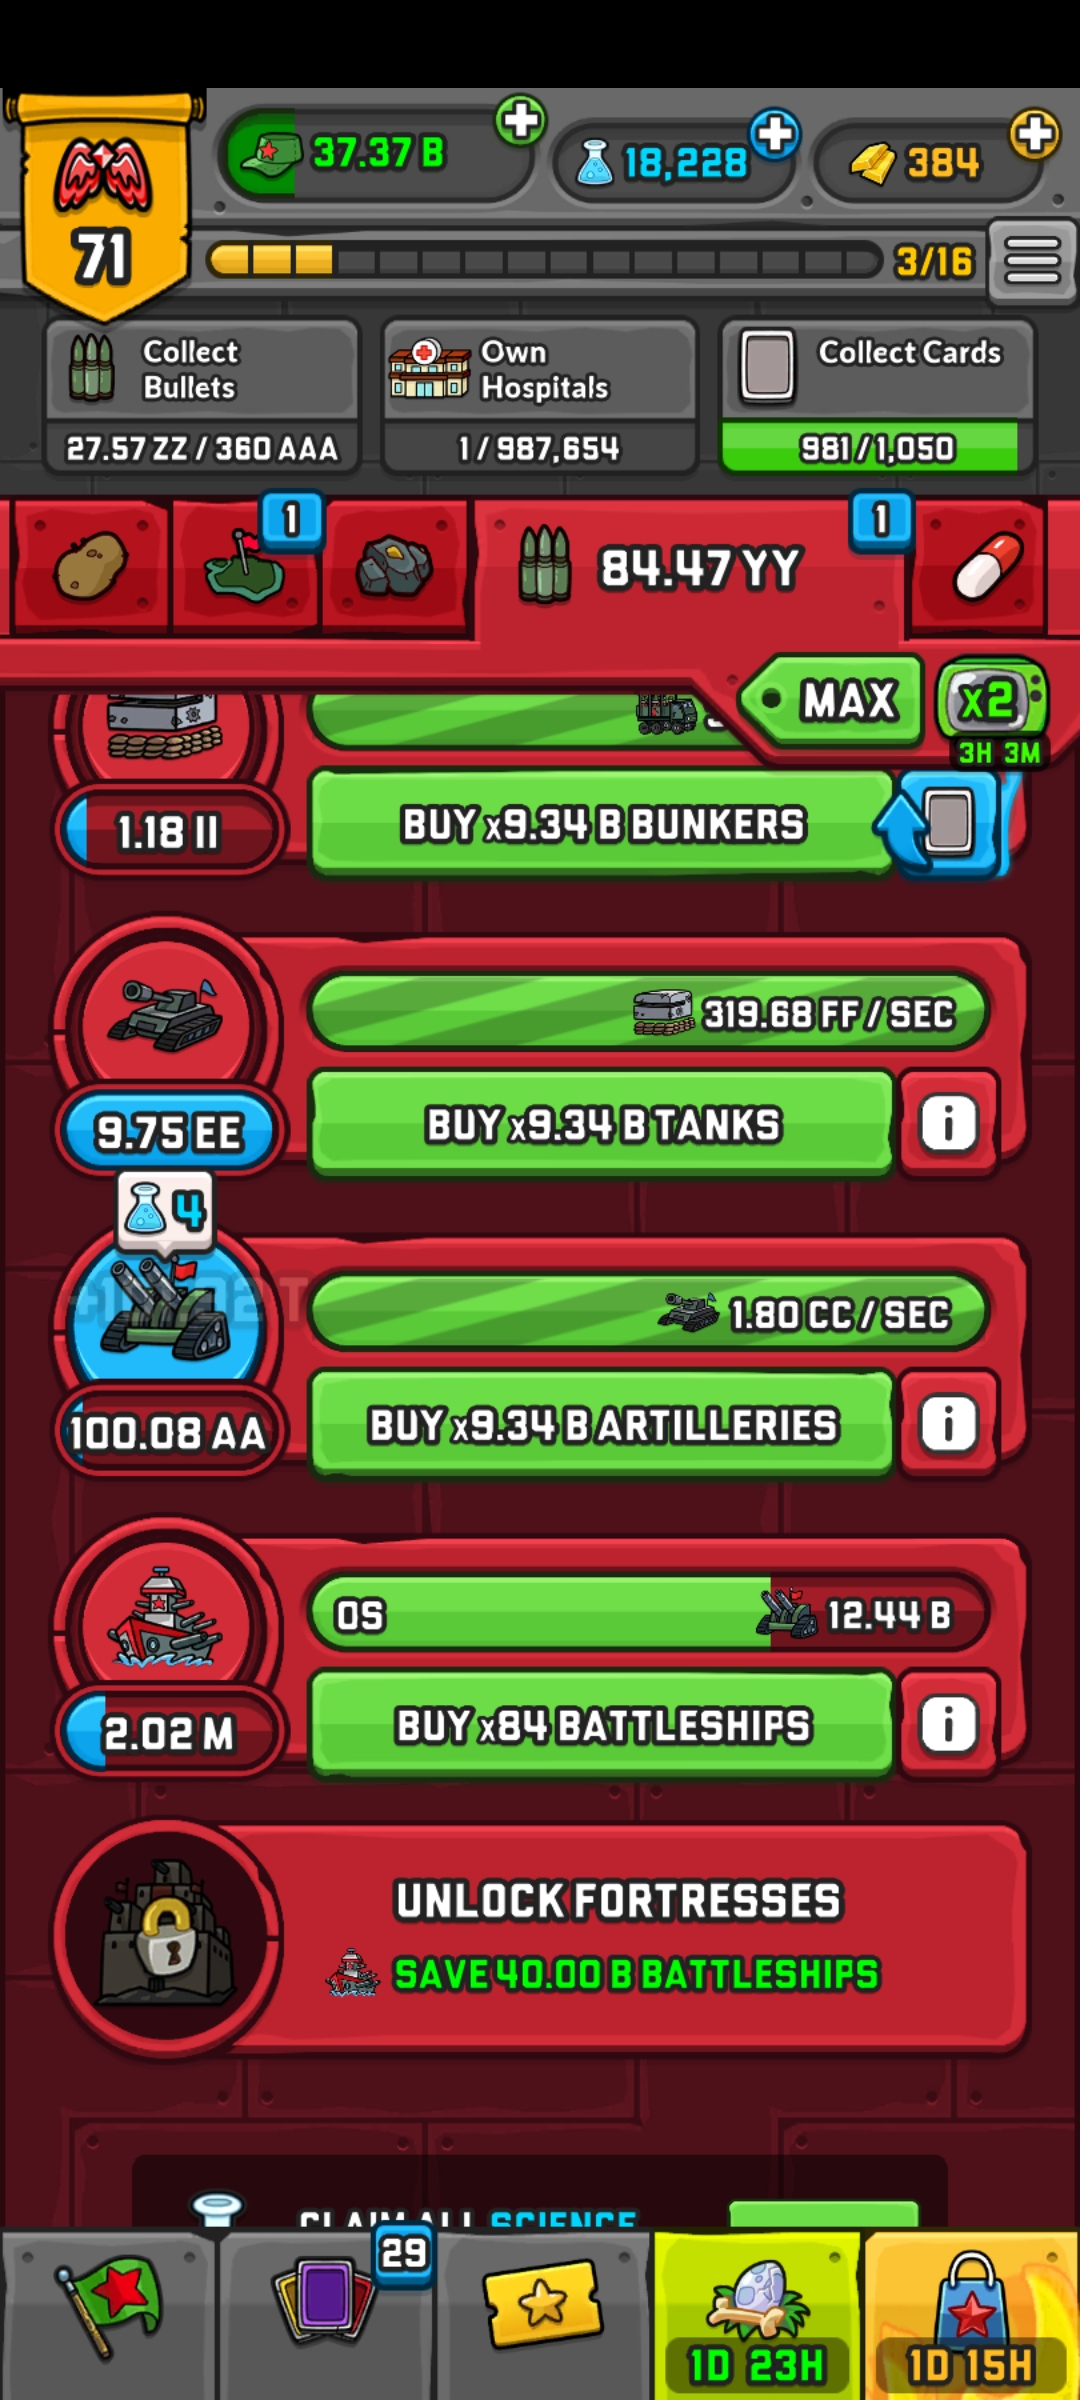 37.37 B
18,228
384
71
3/16
Collect
Bullets
27.57 ZZ / 360 AAA
Own
Hospitals
1 / 987,654
Collect Cards
981 / 1,050
1
84.47 YY
1
MAX
x2
3H 3M
1.18 II
BUY x9.34 B BUNKERS
319.68 FF / SEC
9.75 EE
BUY x9.34 B TANKS
4
1.80 CC / SEC
100.08 AA
BUY x9.34 B ARTILLERIES
0S
12.44 B
2.02 M
BUY x84 BATTLESHIPS
UNLOCK FORTRESSES
SAVE 40.00 B BATTLESHIPS
CLAIM ALL SCIENCE
29
1D 23H
1D 15H